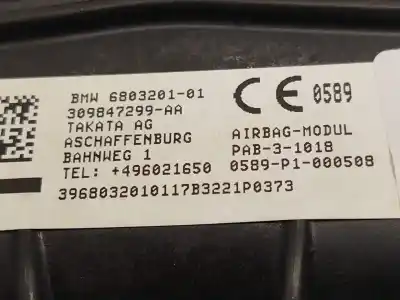 BMW 6803201-01
309847299-AA
TAKATA AG
ASCHAFFENBURG
BAHNWEG 1
TEL: +496021650
CE 0589
AIRBAG-MODUL
PAB-3-1018
0589-P1-000508
3968032010117B3221P0373